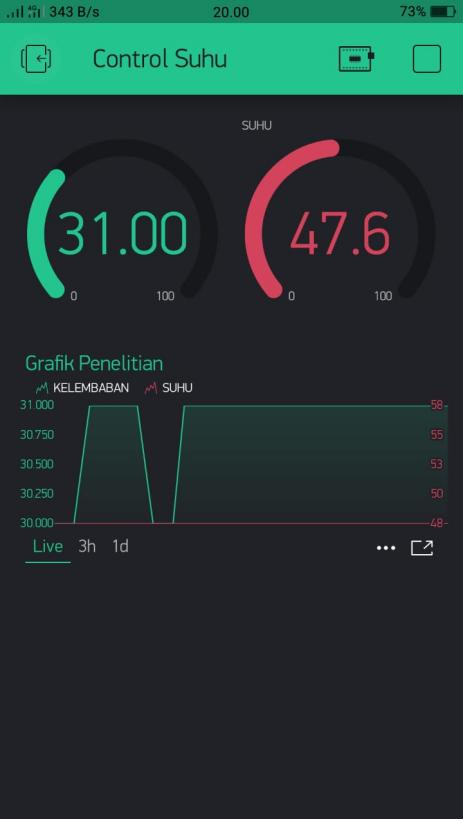 4G 343 B/s 20.00 73%
Control Suhu
SUHU
31.00 47.6
0 100 0 100
Grafik Penelitian
KELEMBABAN SUHU
31.000 58
30.750 55
30.500 53
30.250 50
30.000 48
Live 3h 1d